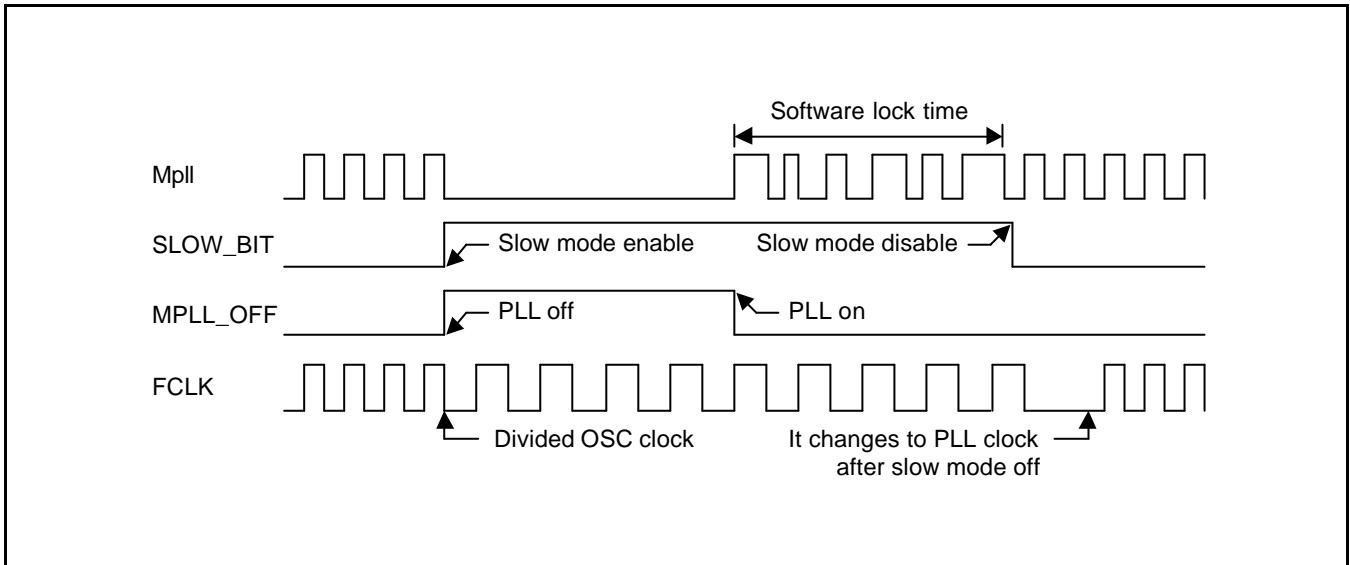 Software lock time
Mpll
SLOW_BIT
Slow mode enable
Slow mode disable
MPLL_OFF
PLL off
PLL on
FCLK
Divided OSC clock
It changes to PLL clock
after slow mode off